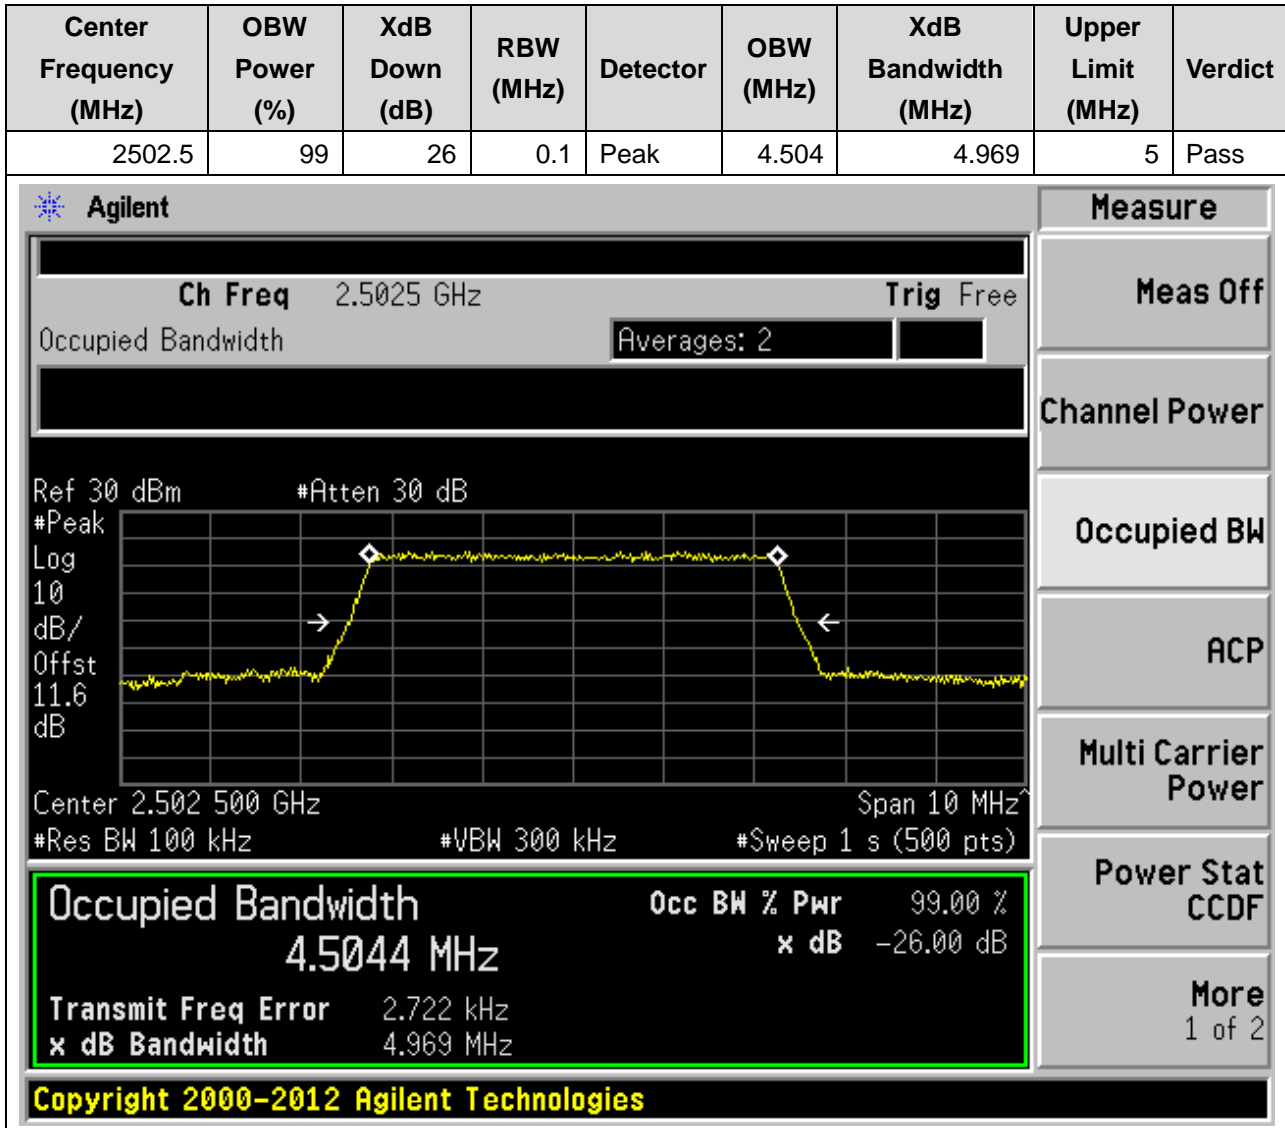 Center Frequency (MHz) OBW Power (%) XdB Down (dB) RBW (MHz) Detector OBW (MHz) XdB Bandwidth (MHz) Upper Limit (MHz) Verdict
2502.5 99 26 0.1 Peak 4.504 4.969 5 Pass
Agilent
Measure
Ch Freq 2.5025 GHz Trig Free
Meas Off
Occupied Bandwidth Averages: 2
Channel Power
Ref 30 dBm #Atten 30 dB
#Peak
Log
10
dB/
Offst
11.6
dB
Occupied BW
ACP
Multi Carrier
Power
Center 2.502 500 GHz Span 10 MHz^
#Res BW 100 kHz #VBW 300 kHz #Sweep 1 s (500 pts)
Power Stat
CCDF
Occupied Bandwidth
4.5044 MHz
Occ BW % Pwr 99.00 %
x dB -26.00 dB
Transmit Freq Error 2.722 kHz
x dB Bandwidth 4.969 MHz
More
1 of 2
Copyright 2000-2012 Agilent Technologies